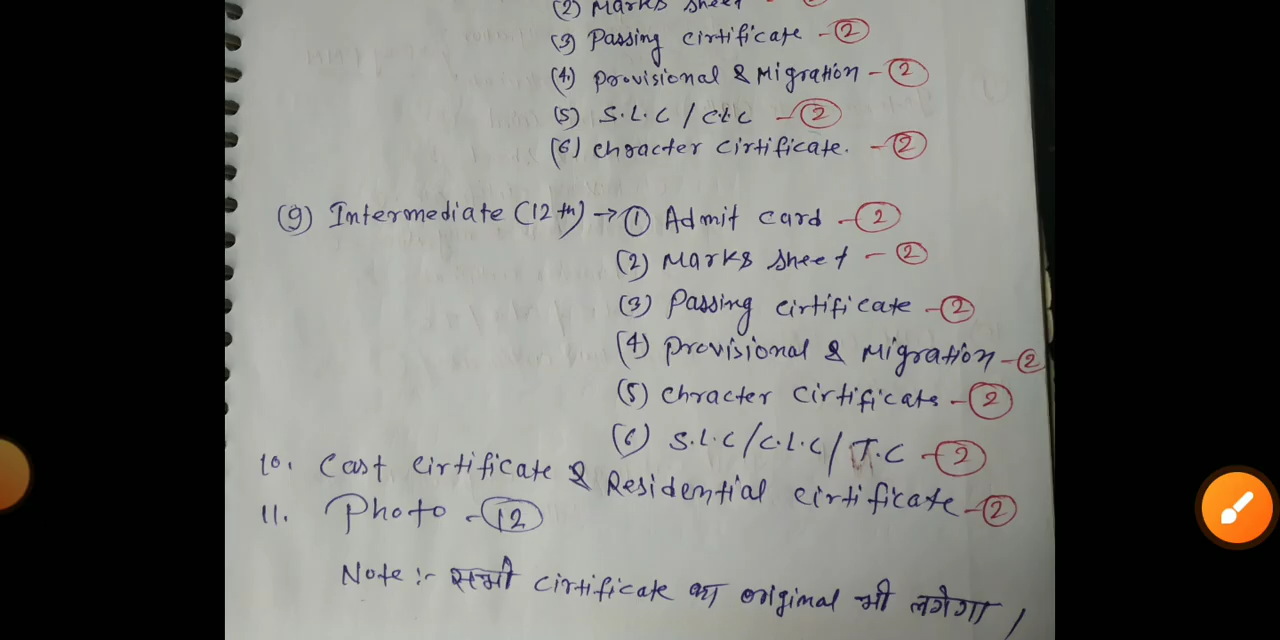 (2) Marks sheet
(3) Passing cirtificate - 2
(4) Provisional & Migration - 2
(5) S.L.C / C.L.C - 2
(6) Chracter Cirtificate. - 2
(9) Intermediate (12th) → ① Admit card - 2
(2) Marks sheet - 2
(3) Passing cirtificate - 2
(4) Provisional & Migration - 2
(5) Chracter Cirtificate - 2
(6) S.L.C/C.L.C/T.C - 2
10. Cast Cirtificate & Residential cirtificate - 2
11. Photo - 12
Note :- सभी cirtificate का original भी लगेगा ।